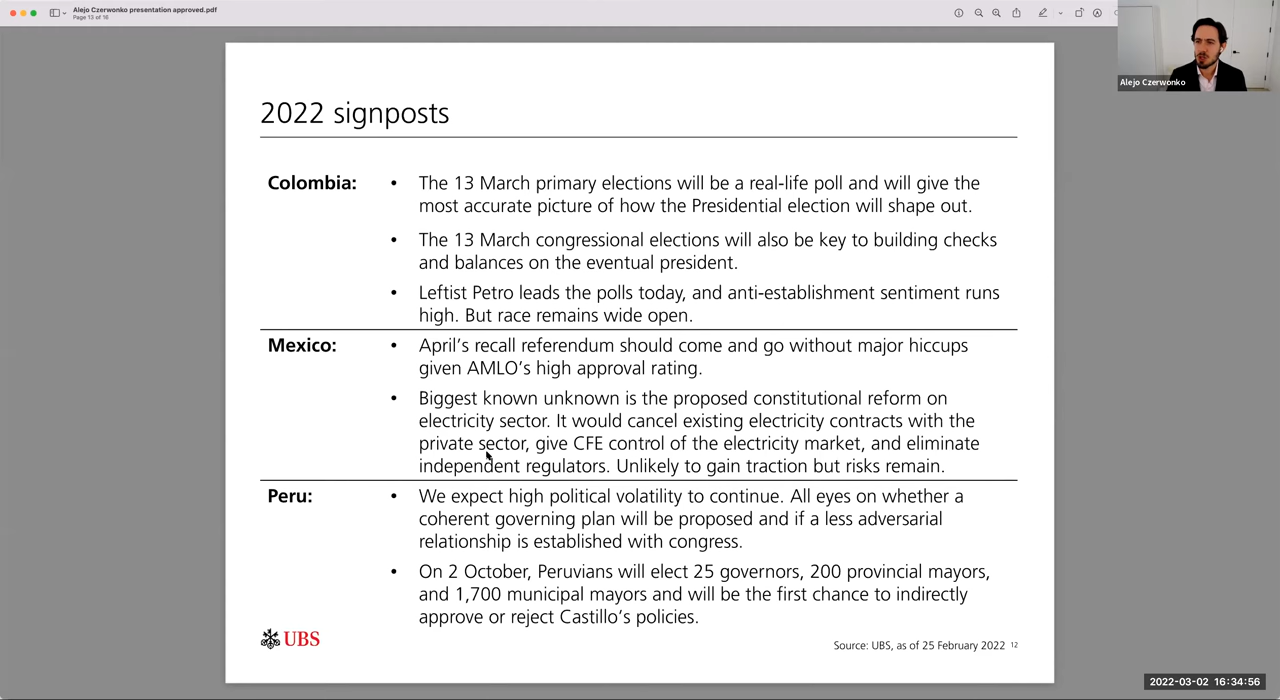 Alejo Czerwonko presentation approved.pdf
Page 13 of 16
Alejo Czerwonko
2022 signposts
Colombia:
• The 13 March primary elections will be a real-life poll and will give the
most accurate picture of how the Presidential election will shape out.
• The 13 March congressional elections will also be key to building checks
and balances on the eventual president.
• Leftist Petro leads the polls today, and anti-establishment sentiment runs
high. But race remains wide open.
Mexico:
• April’s recall referendum should come and go without major hiccups
given AMLO’s high approval rating.
• Biggest known unknown is the proposed constitutional reform on
electricity sector. It would cancel existing electricity contracts with the
private sector, give CFE control of the electricity market, and eliminate
independent regulators. Unlikely to gain traction but risks remain.
Peru:
• We expect high political volatility to continue. All eyes on whether a
coherent governing plan will be proposed and if a less adversarial
relationship is established with congress.
• On 2 October, Peruvians will elect 25 governors, 200 provincial mayors,
and 1,700 municipal mayors and will be the first chance to indirectly
approve or reject Castillo’s policies.
UBS
Source: UBS, as of 25 February 2022 12
2022-03-02 16:34:56